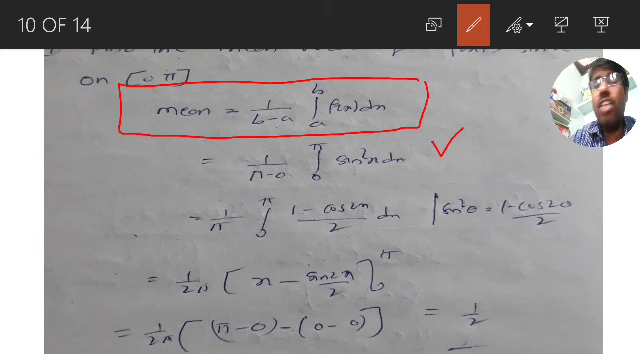 10 OF 14
on [0 π]
mean = 1/(b-a) ∫_a^b f(x)dx
= 1/(π-0) ∫_0^π sin²x dx
= 1/π ∫_0^π (1-cos2x)/2 dx | sin²θ = (1-cos2θ)/2
= 1/2π [x - sin2x/2]_0^π
= 1/2π [(π-0)-(0-0)] = 1/2